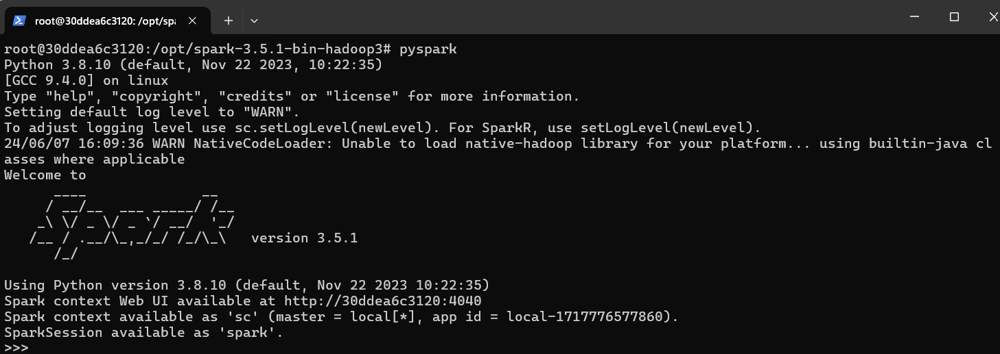 root@30ddea6c3120: /opt/spa
root@30ddea6c3120:/opt/spark-3.5.1-bin-hadoop3# pyspark
Python 3.8.10 (default, Nov 22 2023, 10:22:35)
[GCC 9.4.0] on linux
Type "help", "copyright", "credits" or "license" for more information.
Setting default log level to "WARN".
To adjust logging level use sc.setLogLevel(newLevel). For SparkR, use setLogLevel(newLevel).
24/06/07 16:09:36 WARN NativeCodeLoader: Unable to load native-hadoop library for your platform... using builtin-java cl
asses where applicable
Welcome to
      ____              __
     / __/__  ___ _____/ /__
    _\ \/ _ \/ _ `/ __/  '_/
   /__ / .__/\_,_/_/ /_/\_\   version 3.5.1
      /_/
Using Python version 3.8.10 (default, Nov 22 2023 10:22:35)
Spark context Web UI available at http://30ddea6c3120:4040
Spark context available as 'sc' (master = local[*], app id = local-1717776577860).
SparkSession available as 'spark'.
>>>